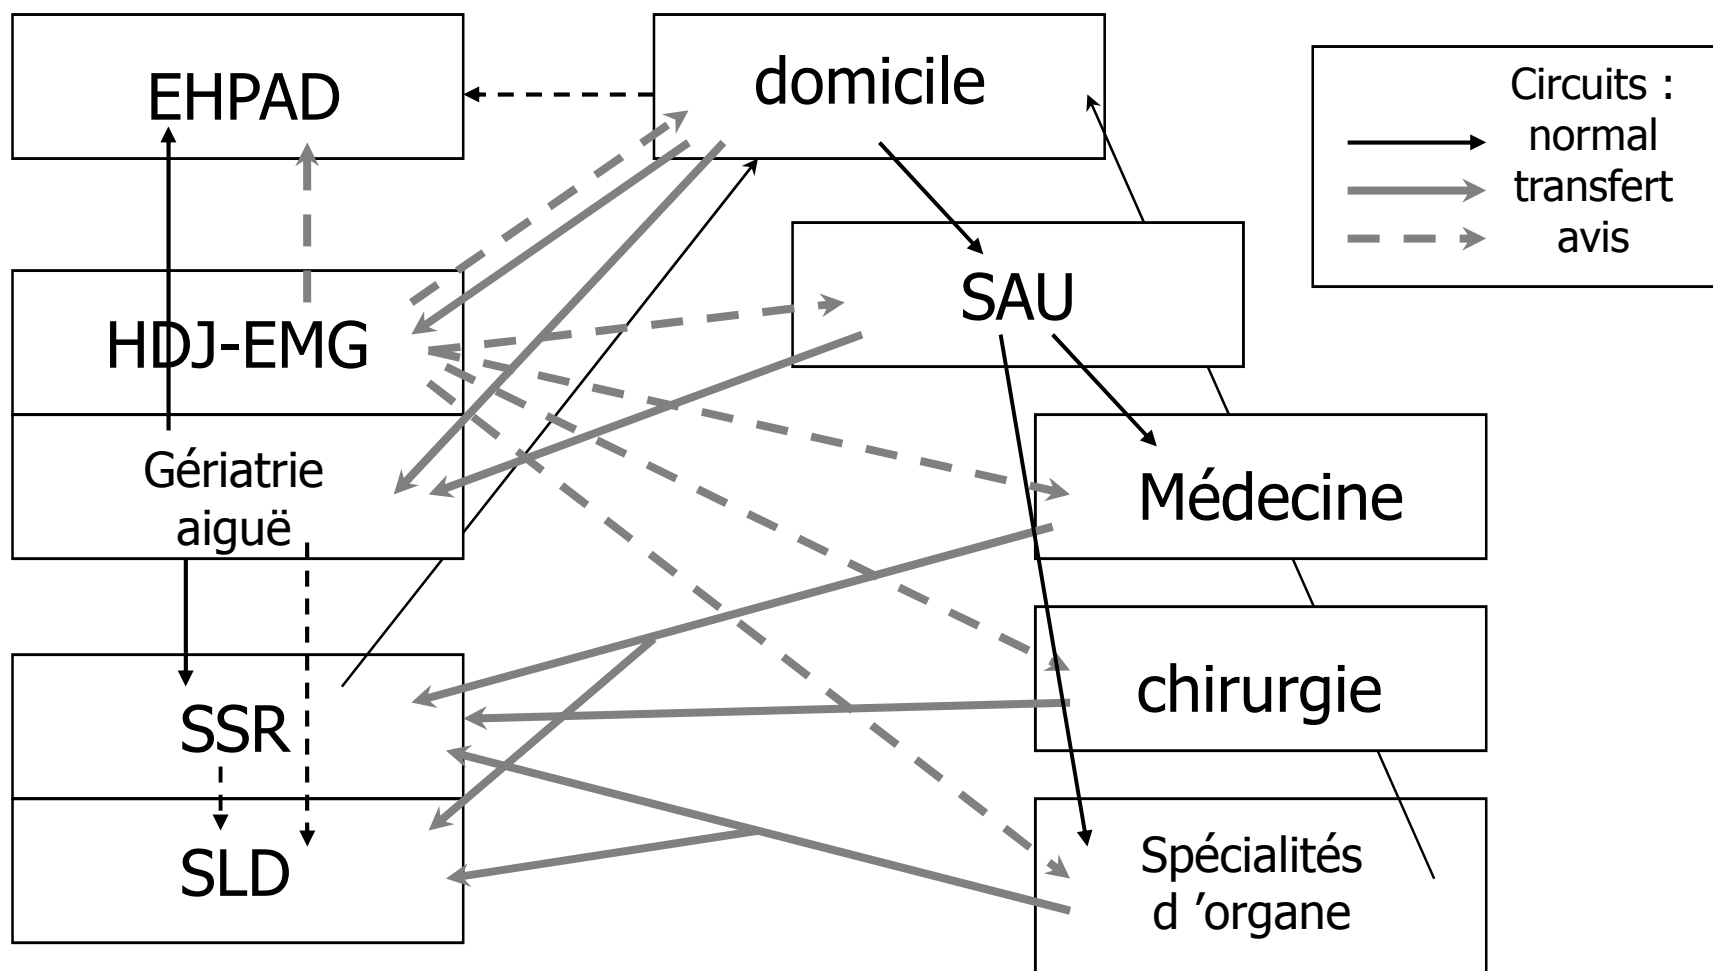 EHPAD
domicile
Circuits :
normal
transfert
avis
HDJ-EMG
SAU
Gériatrie
aiguë
Médecine
SSR
chirurgie
SLD
Spécialités
d ’organe